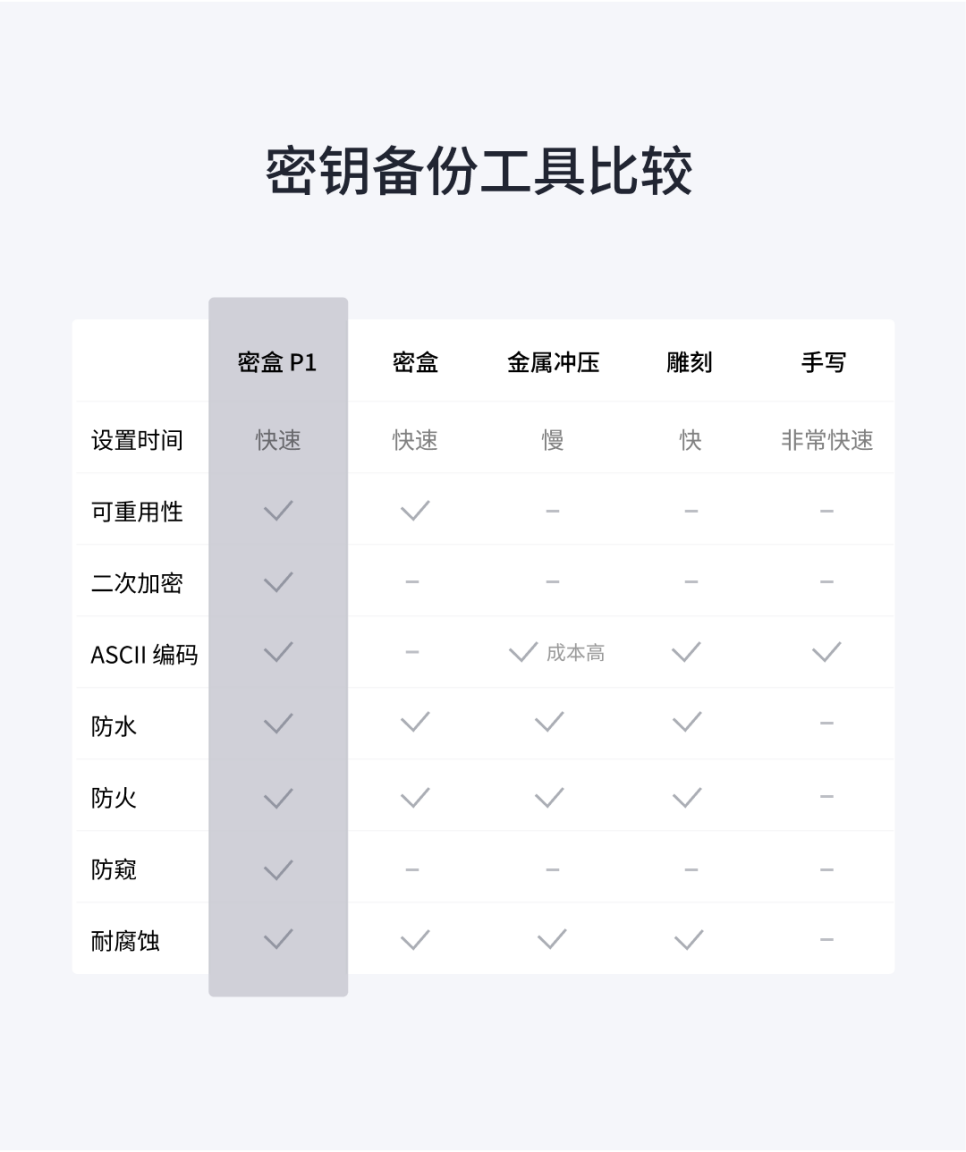 密钥备份工具比较
密盒 P1 密盒 金属冲压 雕刻 手写
设置时间 快速 快速 慢 快 非常快速
可重用性 ✓ ✓ – – –
二次加密 ✓ – – – –
ASCII 编码 ✓ – ✓ 成本高 ✓ ✓
防水 ✓ ✓ ✓ ✓ –
防火 ✓ ✓ ✓ ✓ –
防窥 ✓ – – – –
耐腐蚀 ✓ ✓ ✓ ✓ –